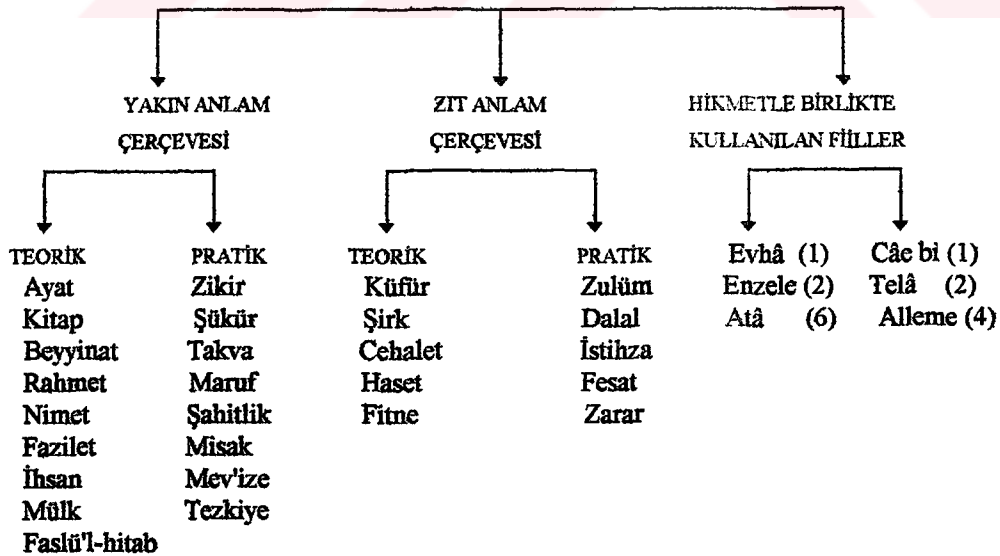 YAKIN ANLAM
ÇERÇEVESİ
ZIT ANLAM
ÇERÇEVESİ
HİKMETLE BİRLİKTE
KULLANILAN FİİLLER
TEORİK
Ayat
Kitap
Beyyinat
Rahmet
Nimet
Fazilet
İhsan
Mülk
Faslü'l-hitab
PRATİK
Zikir
Şükür
Takva
Maruf
Şahitlik
Misak
Mev'ize
Tezkiye
TEORİK
Küfür
Şirk
Cehalet
Haset
Fitne
PRATİK
Zulüm
Dalal
İstihza
Fesat
Zarar
Evhâ (1)
Enzele (2)
Atâ (6)
Câe bi (1)
Telâ (2)
Alleme (4)